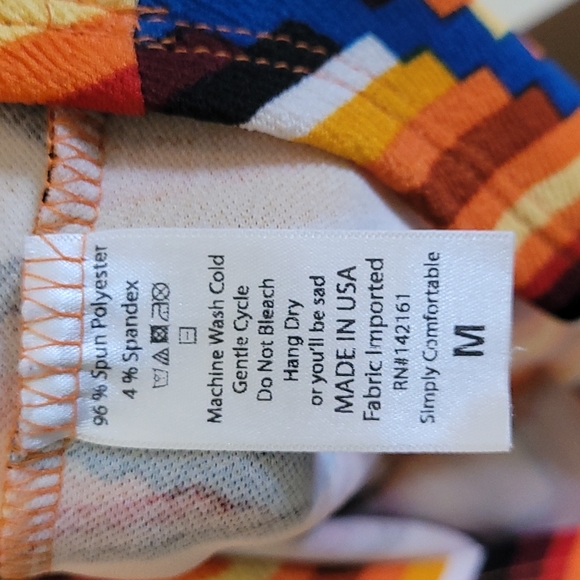 96 % Spun Polyester
4 % Spandex
Machine Wash Cold
Gentle Cycle
Do Not Bleach
Hang Dry
or you'll be sad
MADE IN USA
Fabric Imported
RN#142161
Simply Comfortable
M